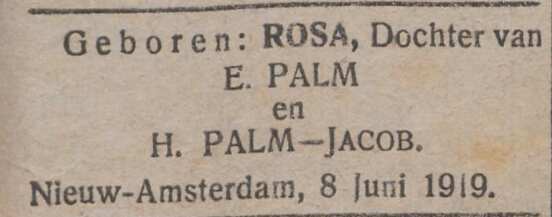 Geboren: ROSA, Dochter van
E. PALM
en
H. PALM—JACOB.
Nieuw-Amsterdam, 8 Juni 1919.